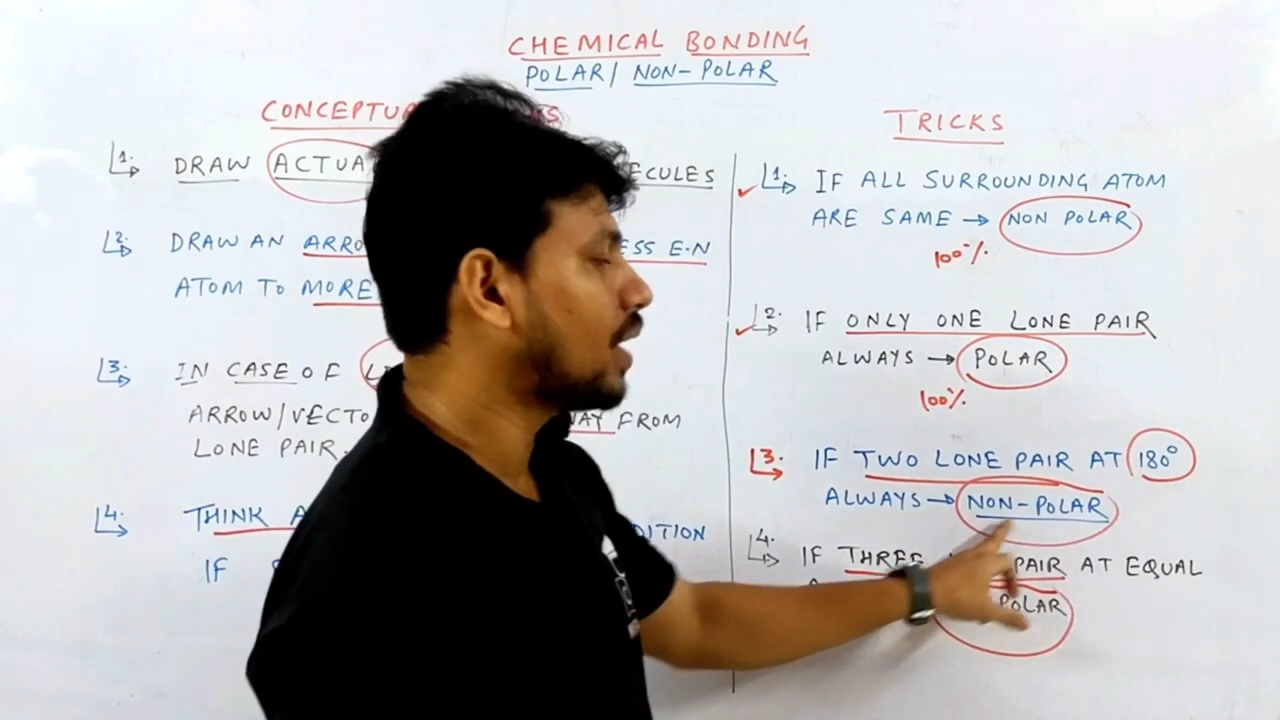 CHEMICAL BONDING
POLAR / NON-POLAR
CONCEPTU
1. DRAW ACTUA ECULES
2. DRAW AN ARRO ESS E.N
ATOM TO MORE
3. IN CASE OF
ARROW/VECTO WAY FROM
LONE PAIR.
4. THINK A DITION
IF
TRICKS
1. IF ALL SURROUNDING ATOM
ARE SAME → NON POLAR
100%
2. IF ONLY ONE LONE PAIR
ALWAYS → POLAR
100%
3. IF TWO LONE PAIR AT 180°
ALWAYS → NON-POLAR
4. IF THREE PAIR AT EQUAL
POLAR